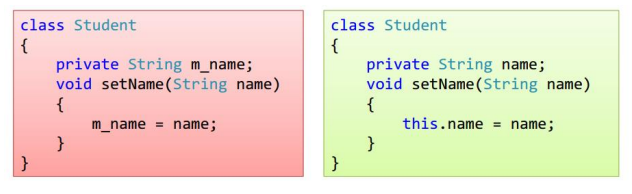 class Student
{
    private String m_name;
    void setName(String name)
    {
        m_name = name;
    }
}
class Student
{
    private String name;
    void setName(String name)
    {
        this.name = name;
    }
}